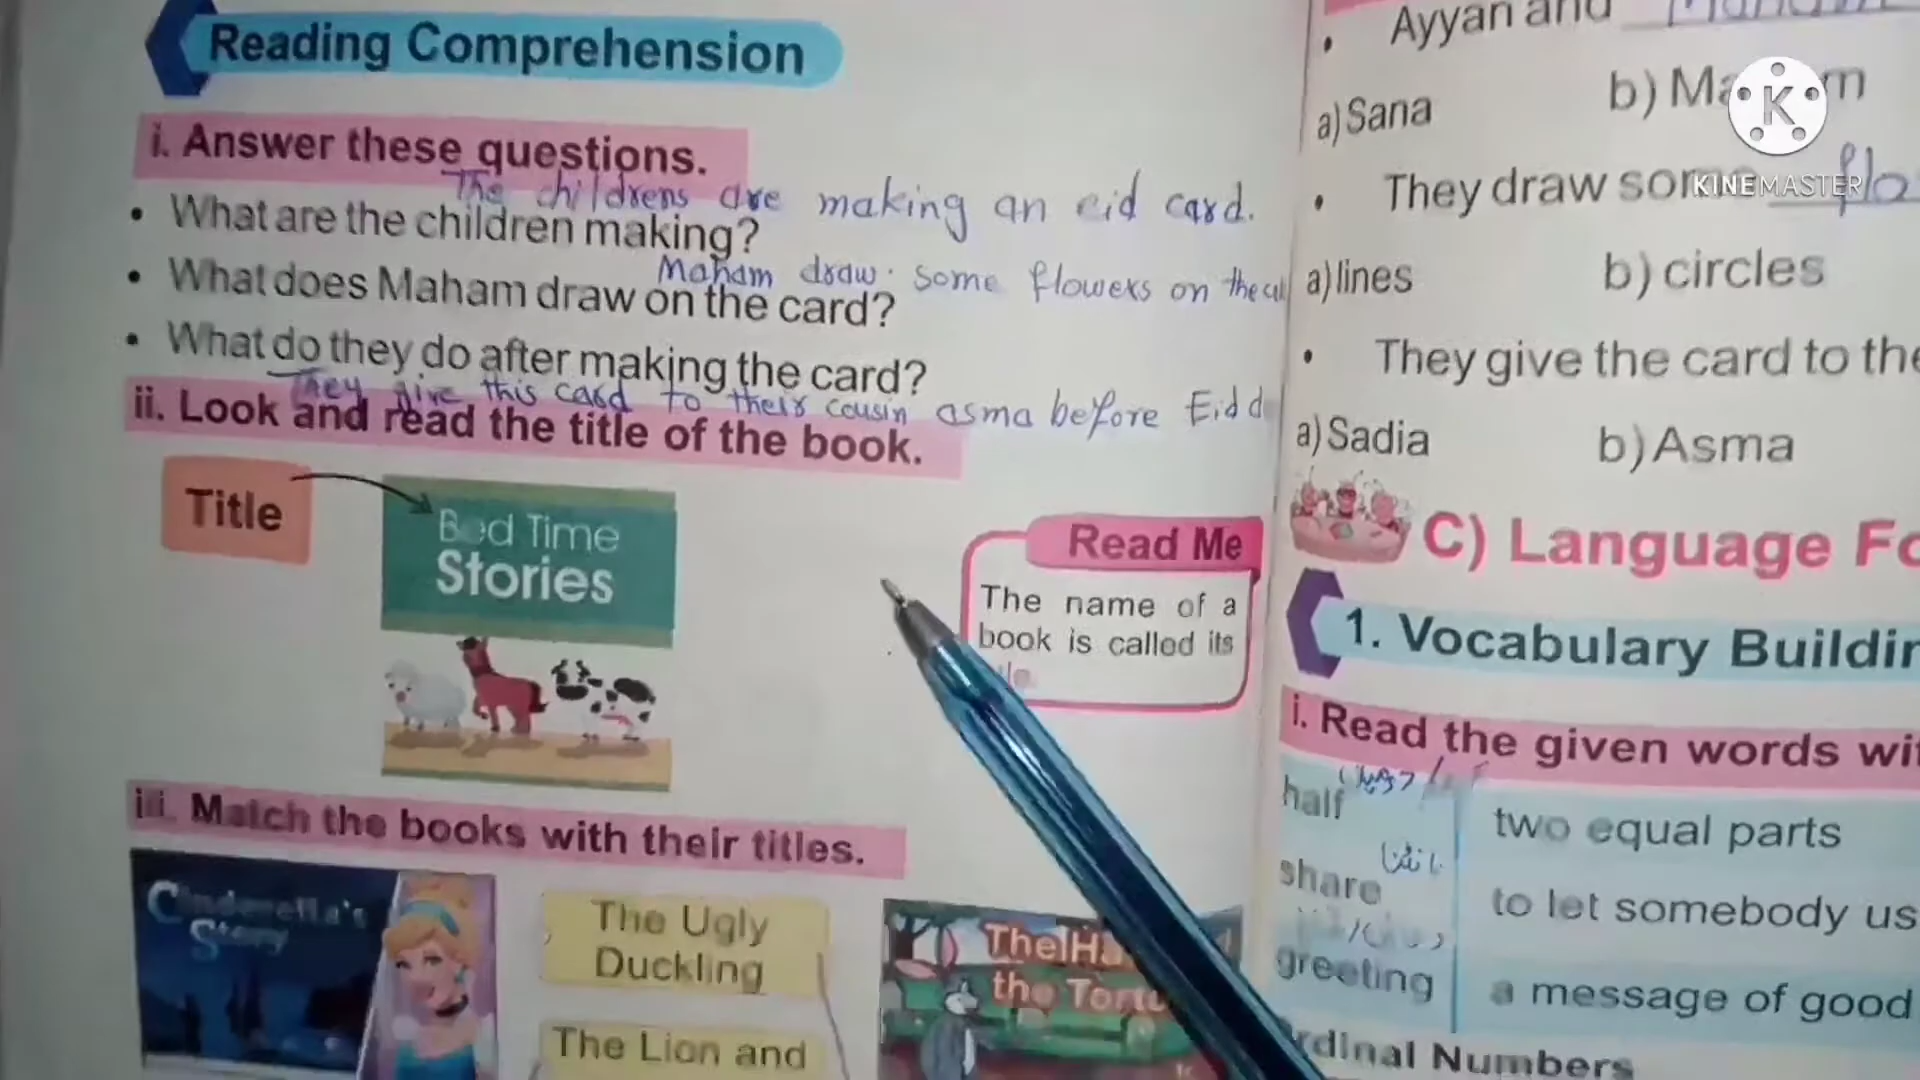 Reading Comprehension
i. Answer these questions.
The childrens are making an eid card.
• What are the children making?
Maham draw some flowers on the
• What does Maham draw on the card?
• What do they do after making the card?
They give this card to their cousin asma before Eid d
ii. Look and read the title of the book.
Title
Bed Time
Stories
Read Me
The name of a
book is called its
iii. Match the books with their titles.
Cinderella's
Story
The Ugly
Duckling
The Lion and
The
the
• Ayyan and
a) Sana
b)
• They draw some
a) lines
b) circles
• They give the card to
a) Sadia
b) Asma
C) Language
1. Vocabulary
i. Read the given words
half
two equal parts
share
to let somebody
greeting
a message of good
Numbers
KINEMASTER
K